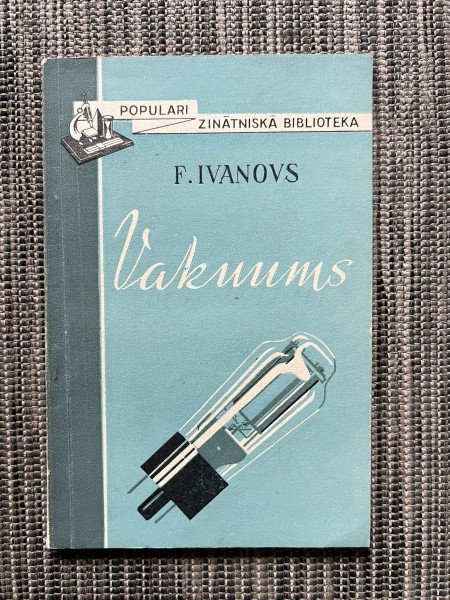 POPULARI
ZINĀTNISKĀ BIBLIOTEKA
F. IVANOVS
Vakuums